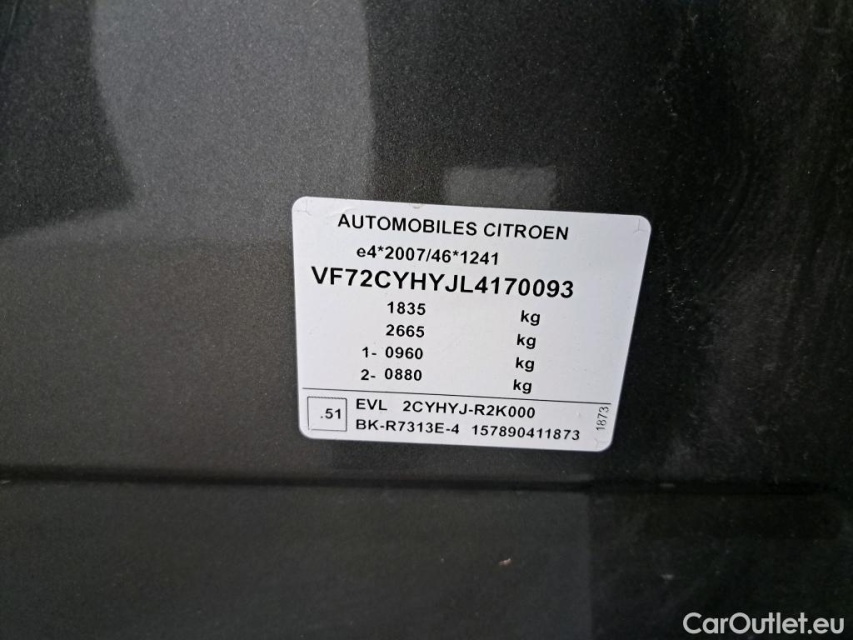 AUTOMOBILES CITROEN
e4*2007/46*1241
VF72CYHYJL4170093
1835 kg
2665 kg
1- 0960 kg
2- 0880 kg
.51 EVL 2CYHYJ-R2K000
BK-R7313E-4 157890411873
1873
CarOutlet.eu